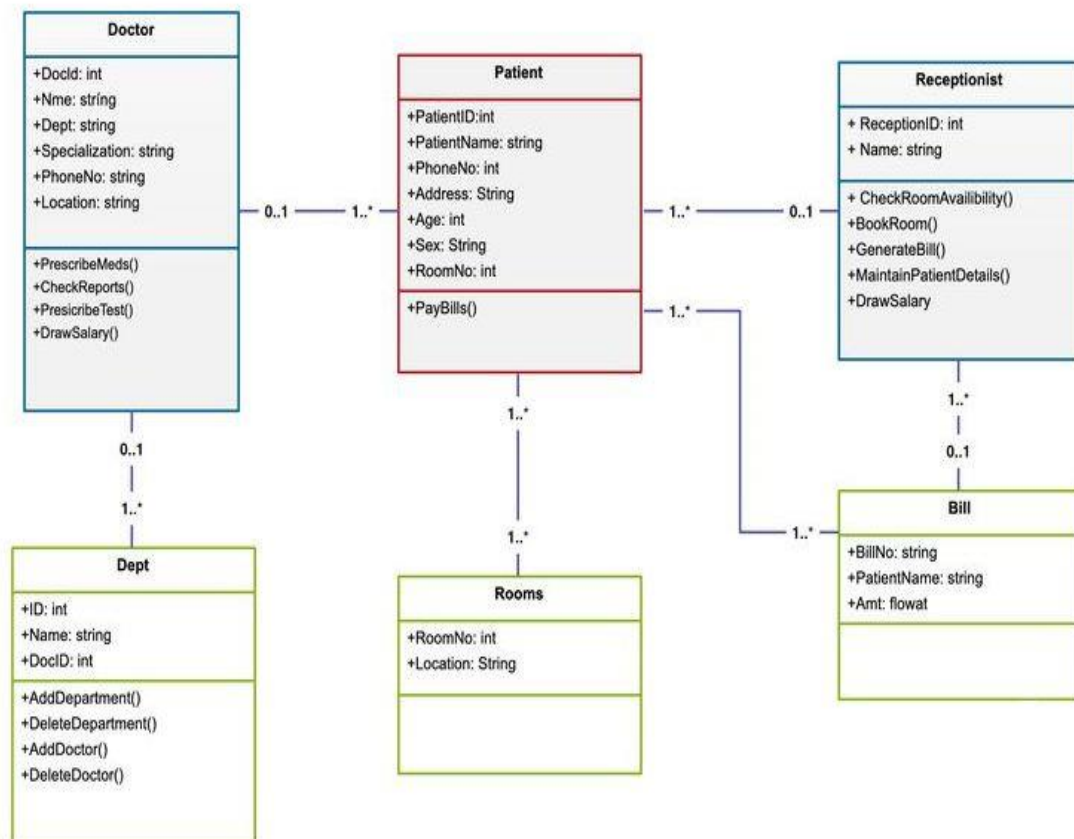 Doctor
+DocId: int
+Nme: string
+Dept: string
+Specialization: string
+PhoneNo: string
+Location: string
+PrescribeMeds()
+CheckReports()
+PresicribeTest()
+DrawSalary()
Patient
+PatientID:int
+PatientName: string
+PhoneNo: int
+Address: String
+Age: int
+Sex: String
+RoomNo: int
+PayBills()
Receptionist
+ ReceptionID: int
+ Name: string
+ CheckRoomAvailibility()
+BookRoom()
+GenerateBill()
+MaintainPatientDetails()
+DrawSalary
0..1
1..*
1..*
0..1
1..*
1..*
0..1
1..*
1..*
1..*
1..*
0..1
Dept
+ID: int
+Name: string
+DocID: int
+AddDepartment()
+DeleteDepartment()
+AddDoctor()
+DeleteDoctor()
Rooms
+RoomNo: int
+Location: String
Bill
+BillNo: string
+PatientName: string
+Amt: flowat